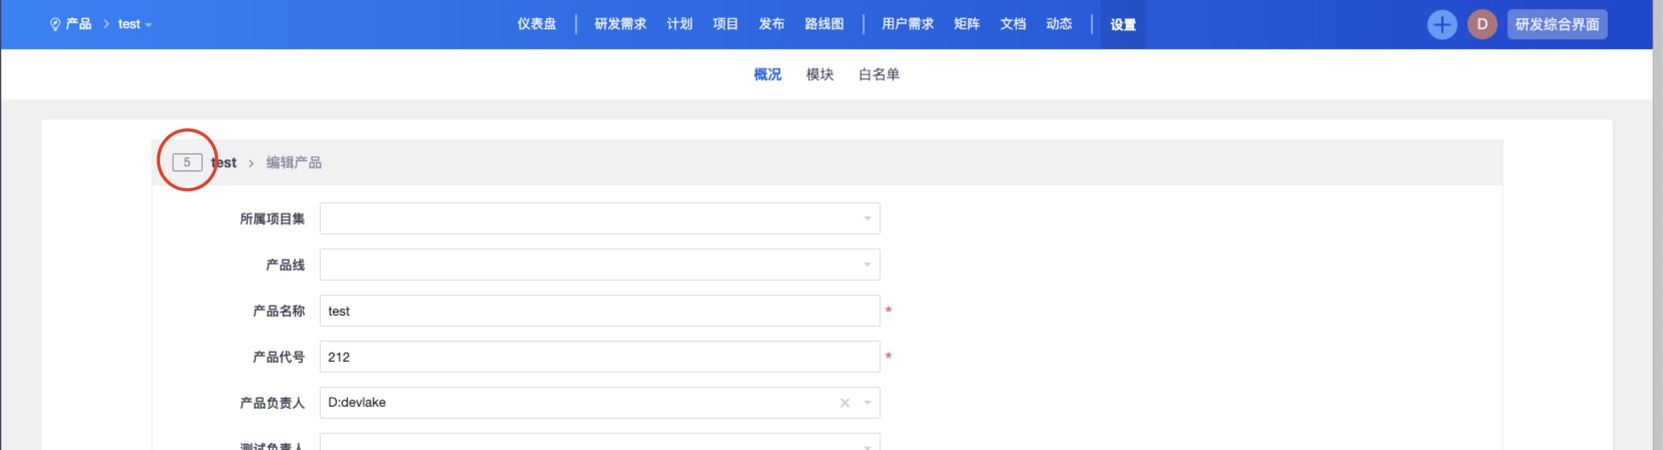 产品 > test
仪表盘 研发需求 计划 项目 发布 路线图 用户需求 矩阵 文档 动态 设置
D 研发综合界面
概况 模块 白名单
5 test > 编辑产品
所属项目集
产品线
产品名称 test *
产品代号 212 *
产品负责人 D:devlake
测试负责人